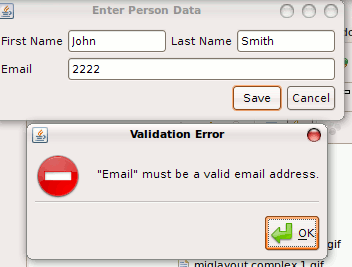 Enter Person Data
First Name John Last Name Smith
Email 2222
Save Cancel
Validation Error
"Email" must be a valid email address.
OK
miglayout complex 1.gif